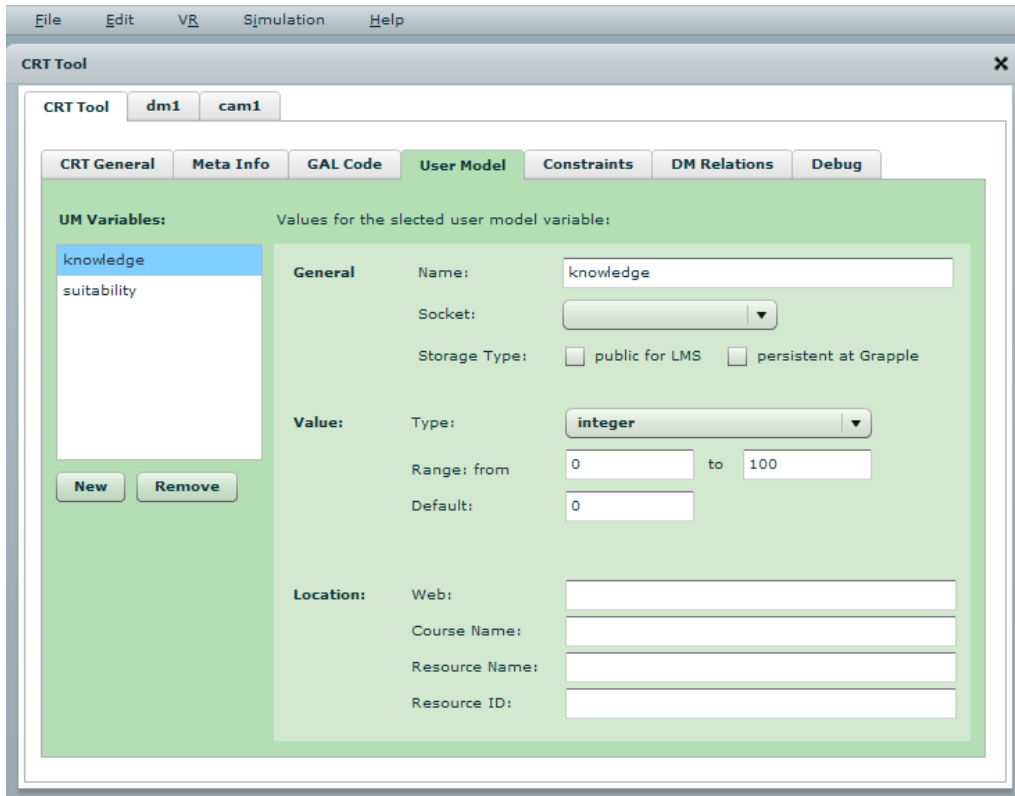 File Edit VR Simulation Help
CRT Tool
CRT Tool dm1 cam1
CRT General Meta Info GAL Code User Model Constraints DM Relations Debug
UM Variables: Values for the slected user model variable:
knowledge
suitability
New Remove
General Name: knowledge
Socket:
Storage Type: public for LMS persistent at Grapple
Value: Type: integer
Range: from 0 to 100
Default: 0
Location: Web:
Course Name:
Resource Name:
Resource ID: